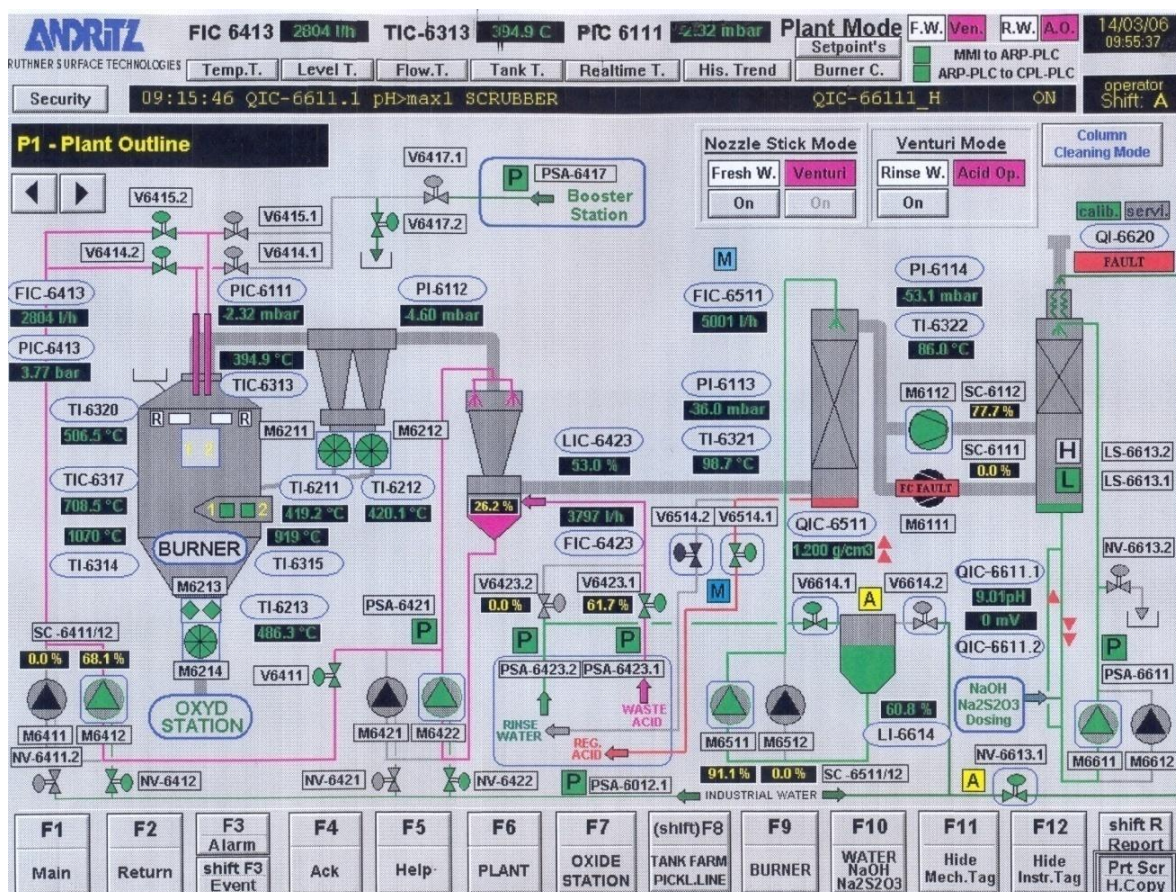 ANDRITZ
RUTHNER SURFACE TECHNOLOGIES
FIC 6413 2804 l/h TIC-6313 394.9 C PIC 6111 -2.32 mbar Plant Mode F.W. Ven. R.W. A.O. 14/03/06
09:55:37
Setpoint's
Temp.T. Level T. Flow.T. Tank T. Realtime T. His. Trend Burner C.
MMI to ARP-PLC
ARP-PLC to CPL-PLC
Security 09:15:46 QIC-6611.1 pH>max1 SCRUBBER QIC-66111_H ON
operator
Shift: A
P1 - Plant Outline
Nozzle Stick Mode
Fresh W. Venturi
On On
Venturi Mode
Rinse W. Acid Op.
On
Column
Cleaning Mode
V6417.1
P PSA-6417
Booster
Station
V6417.2
V6415.2
V6415.1
V6414.2
V6414.1
calib. servi.
QI-6620
FAULT
FIC-6413
2804 l/h
PIC-6413
3.77 bar
PIC-6111
-2.32 mbar
394.9 °C
TIC-6313
PI-6112
-4.60 mbar
M
FIC-6511
5001 l/h
PI-6114
-53.1 mbar
TI-6322
86.0 °C
TI-6320
506.5 °C
R R
1 2
M6211 M6212
PI-6113
-36.0 mbar
TI-6321
98.7 °C
M6112 SC-6112
77.7 %
SC-6111
0.0 %
FC FAULT
M6111
H
L
LS-6613.2
LS-6613.1
TIC-6317
708.5 °C
1070 °C
TI-6314
1 2
BURNER
919 °C
TI-6315
TI-6211
419.2 °C
TI-6212
420.1 °C
LIC-6423
53.0 %
26.2 %
3797 l/h
FIC-6423
V6514.2 V6514.1
QIC-6511
1.200 g/cm3
M
V6423.2
0.0 %
V6423.1
61.7 %
V6614.1
A
V6614.2
NV-6613.2
QIC-6611.1
9.01pH
0 mV
QIC-6611.2
M6213
TI-6213
486.3 °C
M6214
OXYD
STATION
PSA-6421
P
P P
PSA-6423.2 PSA-6423.1
RINSE
WATER
WASTE
ACID
REG.
ACID
P
PSA-6611
SC -6411/12
0.0 % 68.1 %
M6411 M6412
V6411
M6421 M6422
M6511 M6512
60.8 %
LI-6614
NaOH
Na2S2O3
Dosing
M6611 M6612
NV-6411.2
NV-6412
NV-6421
NV-6422
91.1 % 0.0 % SC -6511/12
P PSA-6012.1
INDUSTRIAL WATER
A
NV-6613.1
F1
Main
F2
Return
F3
Alarm
shift F3
Event
F4
Ack
F5
Help
F6
PLANT
F7
OXIDE
STATION
(shift)F8
TANK FARM
PICKL.LINE
F9
BURNER
F10
WATER
NaOH
Na2S2O3
F11
Hide
Mech.Tag
F12
Hide
Instr.Tag
shift R
Report
Prt Scr
H.Copy